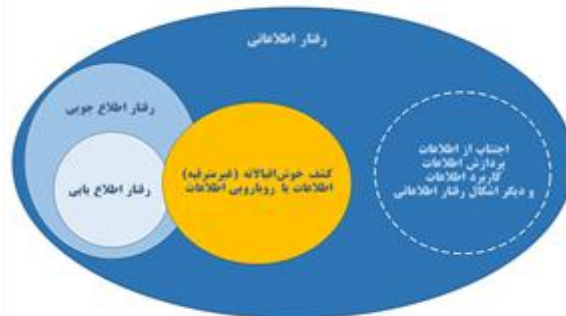 رفتار اطلاعاتی
رفتار اطلاع جویی
رفتار اطلاع یابی
کشف خوش‌اقبالانه (غیرمترقبه)
اطلاعات یا رویارویی اطلاعات
اجتناب از اطلاعات
پردازش اطلاعات
کاربرد اطلاعات
و دیگر اشکال رفتار اطلاعاتی